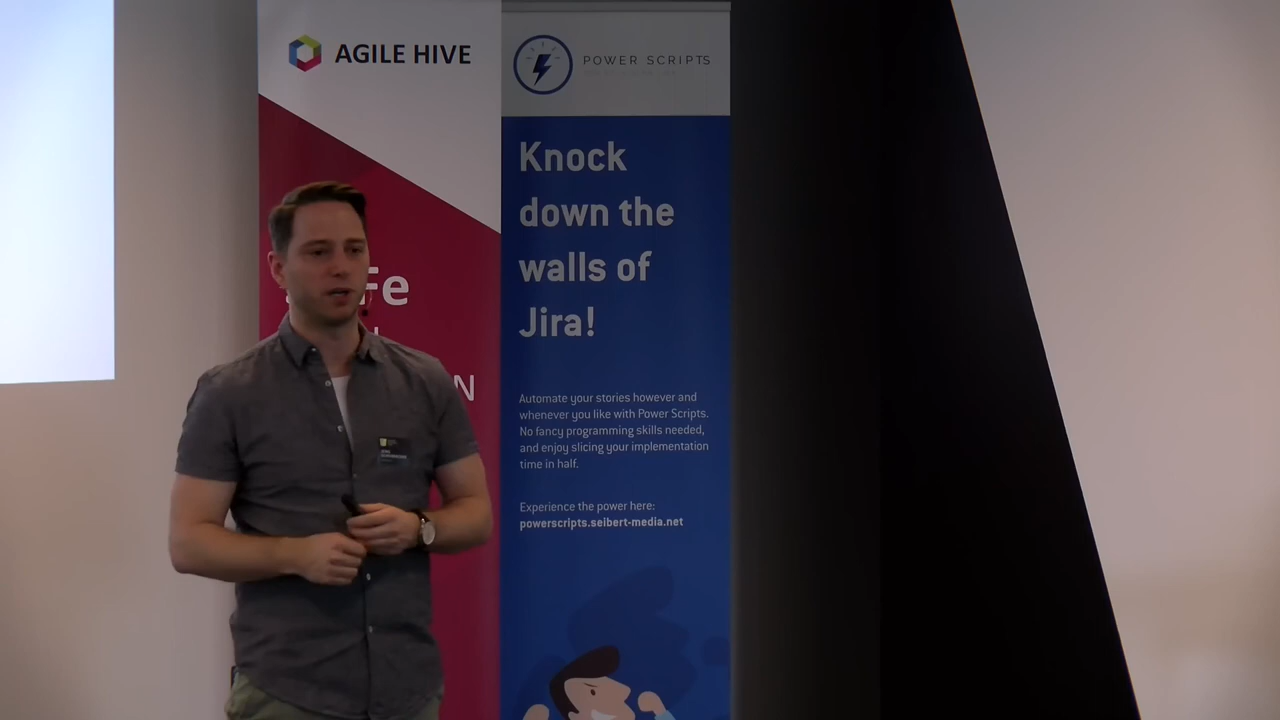 AGILE HIVE
Fe
N
POWER SCRIPTS
Knock
down the
walls of
Jira!
Automate your stories however and
whenever you like with Power Scripts.
No fancy programming skills needed,
and enjoy slicing your implementation
time in half.
Experience the power here:
powerscripts.seibert-media.net